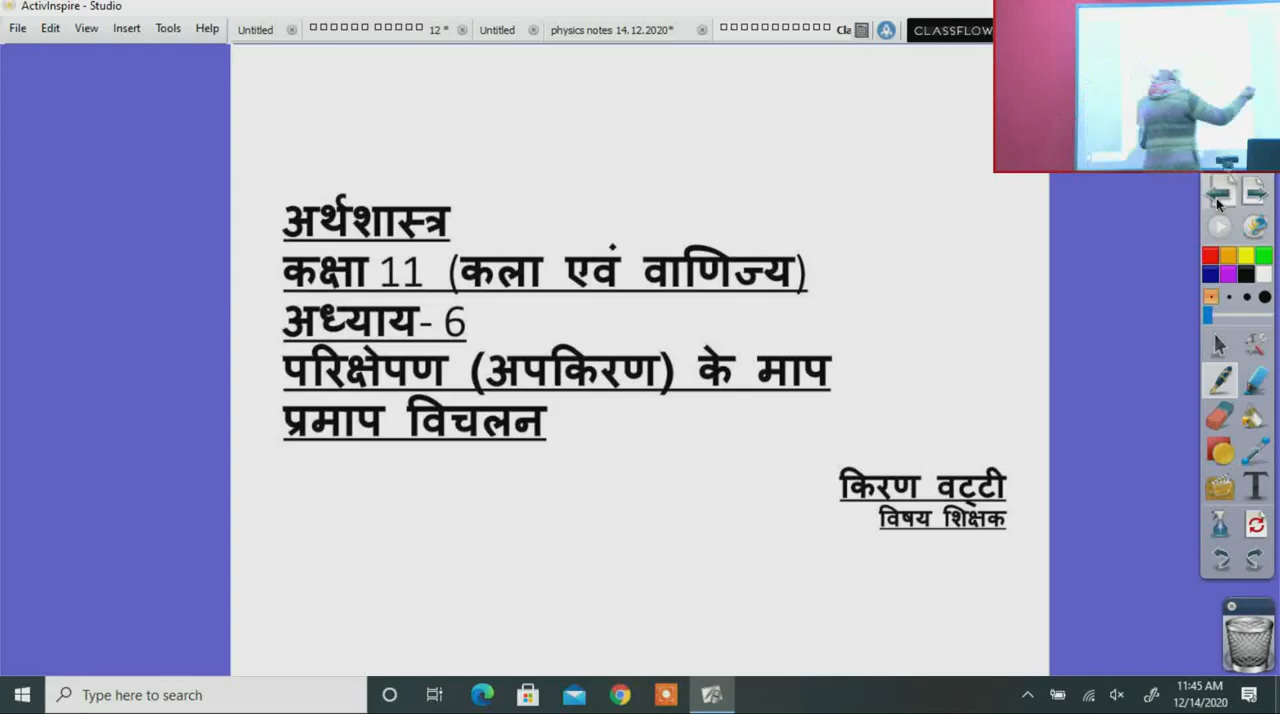 ActivInspire - Studio
File Edit View Insert Tools Help
Untitled 12 * Untitled physics notes 14.12.2020* Cla CLASSFLOW
अर्थशास्त्र
कक्षा 11 (कला एवं वाणिज्य)
अध्याय- 6
परिक्षेपण (अपकिरण) के माप
प्रमाप विचलन
किरण वट्टी
विषय शिक्षक
T
Type here to search
11:45 AM
12/14/2020